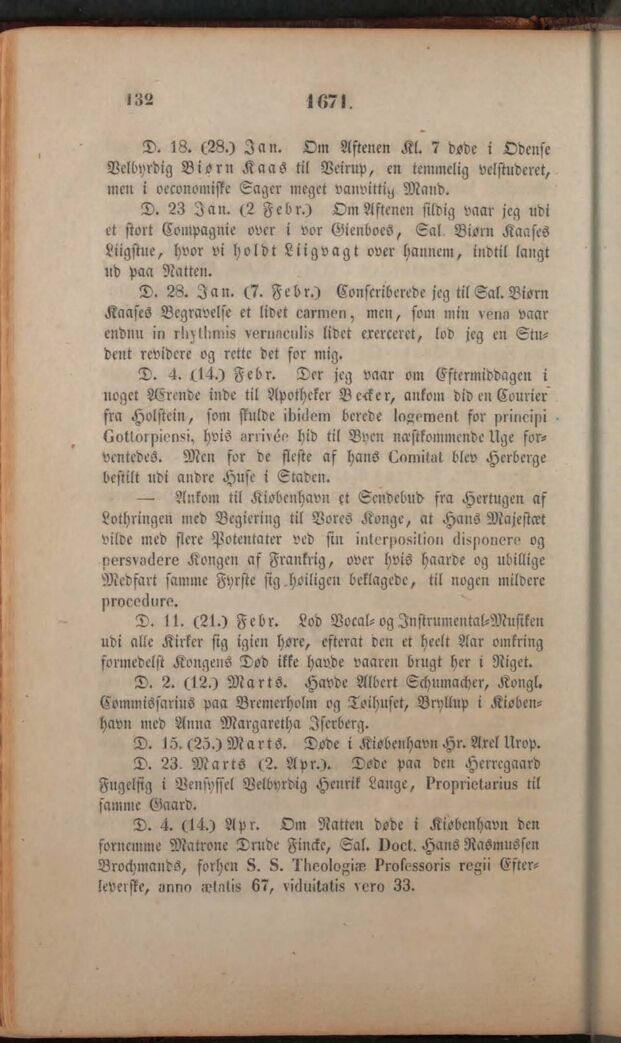 132
1671.
D. 18. (28.) Jan. Om Aftenen Kl. 7 døde i Odense
Velbyrdig Biørn Kaas til Veirup, en temmelig velstuderet,
men i oeconomiske Sager meget vanvittig Mand.
D. 23 Jan. (2 Febr.) Om Aftenen sildig vaar jeg udi
et stort Compagnie over i vor Gienboes, Sal. Biørn Kaases
Liigstue, hvor vi holdt Liigvagt over hannem, indtil langt
ud paa Natten.
D. 28. Jan. (7. Febr.) Conscriberede jeg til Sal. Biørn
Kaases Begravelse et lidet carmen, men, som min vena vaar
endnu in rhythmis vernaculis lidet exerceret, lod jeg en Stu-
dent revidere og rette det for mig.
D. 4. (14.) Febr. Der jeg vaar om Eftermiddagen i
noget Ærende inde til Apotheker Becker, ankom did en Courier
fra Holstein, som skulde ibidem berede logement for principi
Gottorpiensi, hvis arrivée hid til Byen næstkommende Uge for-
ventedes. Men for de fleste af hans Comitat blev Herberge
bestilt udi andre Huse i Staden.
— Ankom til Kiøbenhavn et Sendebud fra Hertugen af
Lothringen med Begiering til Vores Konge, at Hans Majestæt
vilde med flere Potentater ved sin interposition disponere og
persvadere Kongen af Frankrig, over hvis haarde og ubillige
Medfart samme Fyrste sig høiligen beklagede, til nogen mildere
procedure.
D. 11. (21.) Febr. Lod Vocal- og Instrumental-Musiken
udi alle Kirker sig igien høre, efterat den et heelt Aar omkring
formedelst Kongens Død ikke havde vaaren brugt her i Riget.
D. 2. (12.) Marts. Havde Albert Schumacher, Kongl.
Commissarius paa Bremerholm og Tøihuset, Bryllup i Kiøben-
havn med Anna Margaretha Iserberg.
D. 15. (25.) Marts. Døde i Kiøbenhavn Hr. Axel Urop.
D. 23. Marts (2. Apr.). Døde paa den Herregaard
Fugelsig i Vensyssel Velbyrdig Henrik Lange, Proprietarius til
samme Gaard.
D. 4. (14.) Apr. Om Natten døde i Kiøbenhavn den
fornemme Matrone Drude Fincke, Sal. Doct. Hans Rasmussen
Brochmands, forhen S. S. Theologiæ Professoris regii Efter-
leverske, anno ætatis 67, viduitatis vero 33.